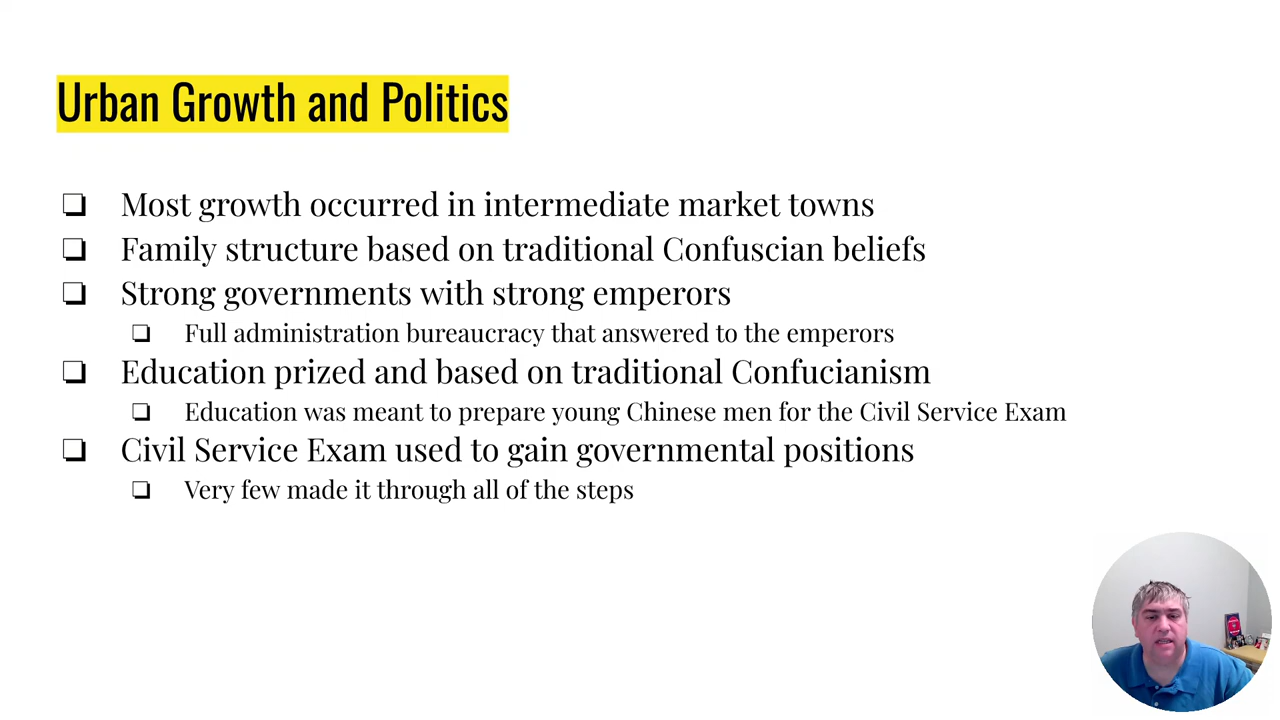 Urban Growth and Politics
Most growth occurred in intermediate market towns
Family structure based on traditional Confuscian beliefs
Strong governments with strong emperors
Full administration bureaucracy that answered to the emperors
Education prized and based on traditional Confucianism
Education was meant to prepare young Chinese men for the Civil Service Exam
Civil Service Exam used to gain governmental positions
Very few made it through all of the steps